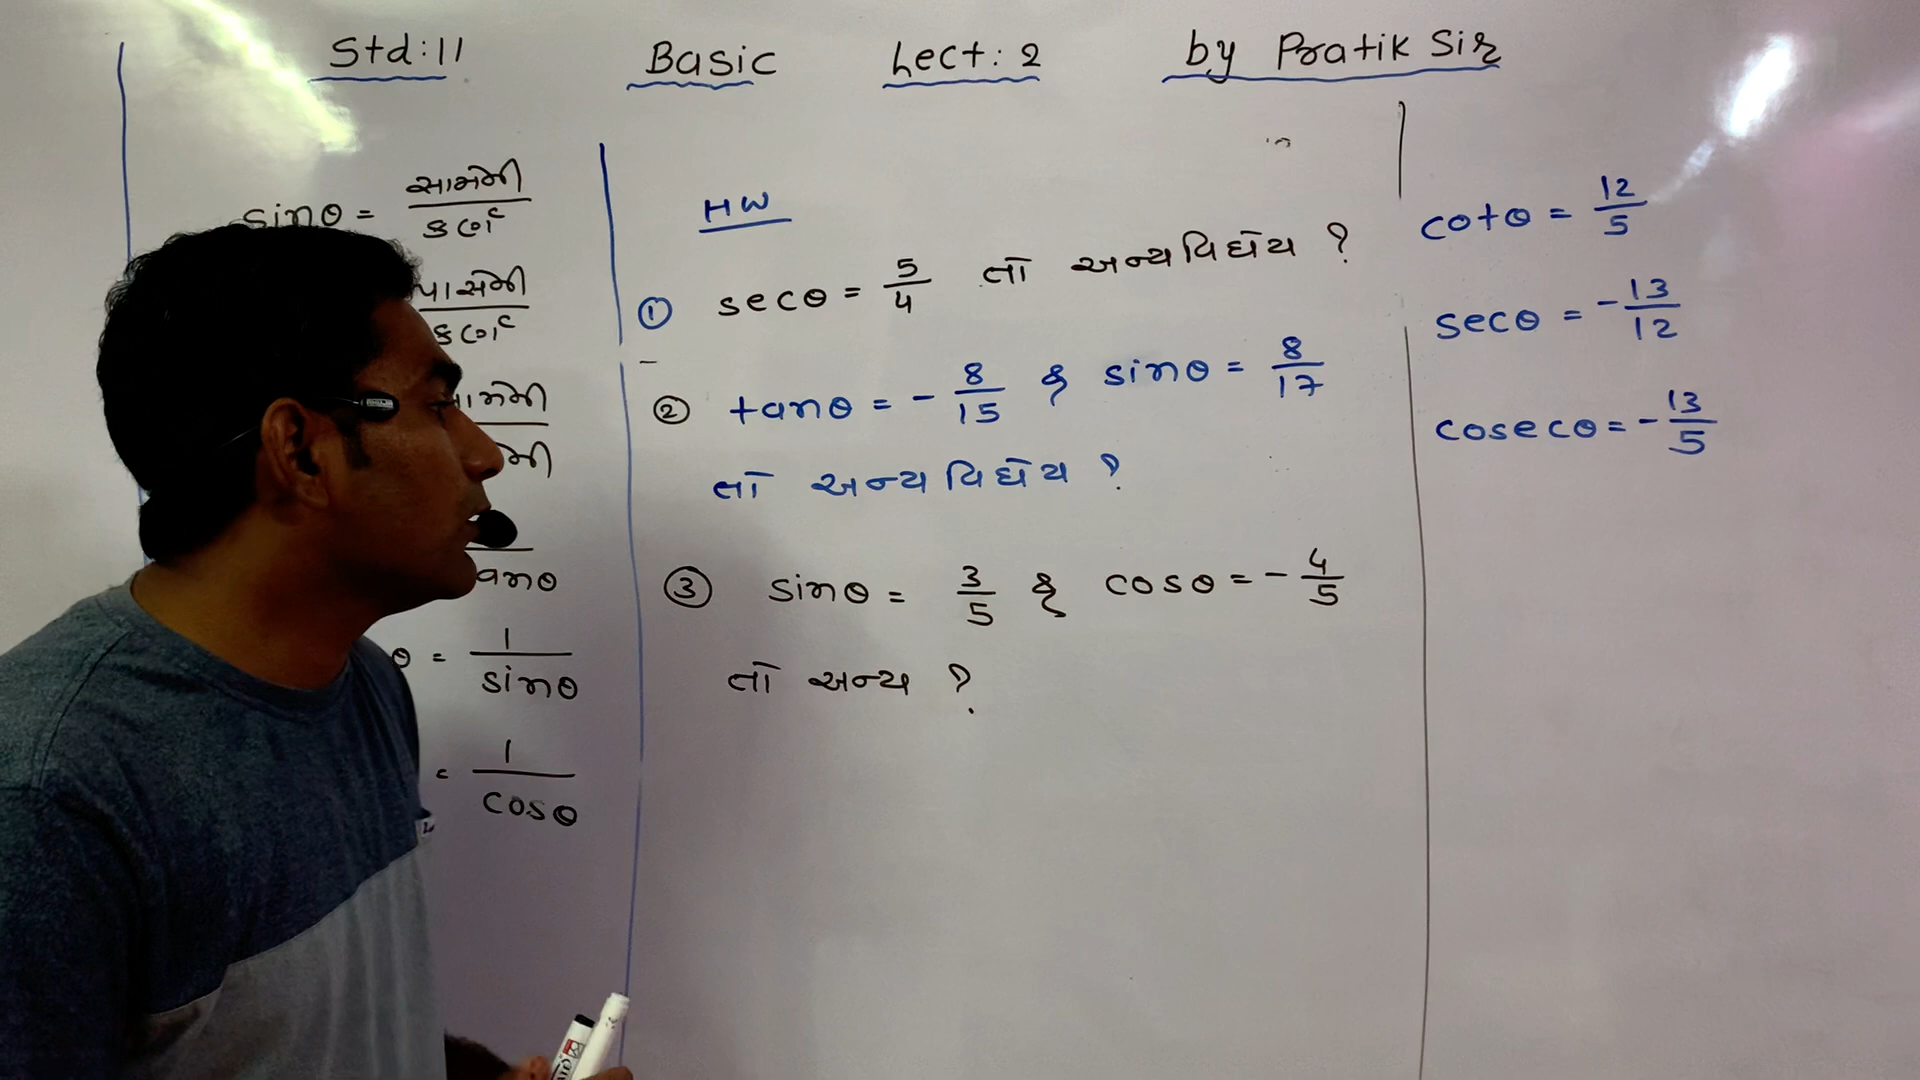 Std:11 Basic Lect: 2 by Pratik Sir
sinθ = સામેની / કર્ણ
પાસેની / કર્ણ
સામેની
tanθ
θ = 1 / sinθ
= 1 / cosθ
HW
① secθ = 5/4 તો અન્ય વિધેય ?
② tanθ = - 8/15 & sinθ = 8/17
તો અન્ય વિધેય ?
③ sinθ = 3/5 & cosθ = - 4/5
તો અન્ય ?
cotθ = 12/5
secθ = - 13/12
cosecθ = - 13/5